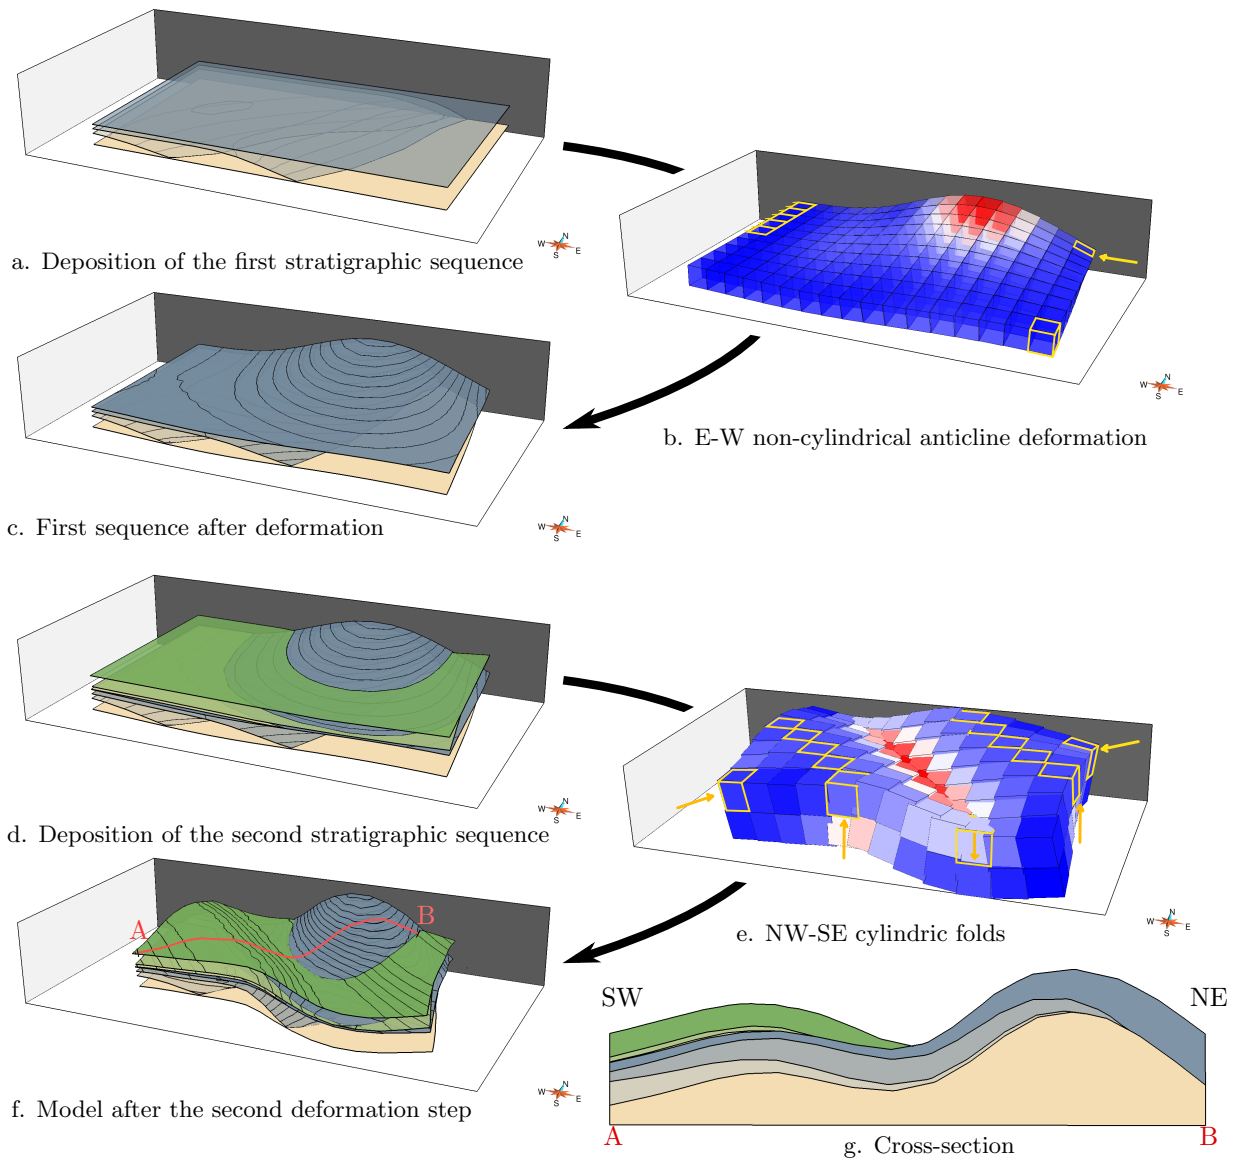 N
W E
S
a. Deposition of the first stratigraphic sequence
N
W E
S
b. E-W non-cylindrical anticline deformation
N
W E
S
c. First sequence after deformation
N
W E
S
d. Deposition of the second stratigraphic sequence
N
W E
S
e. NW-SE cylindric folds
A
B
N
W E
S
f. Model after the second deformation step
SW
NE
A
B
g. Cross-section